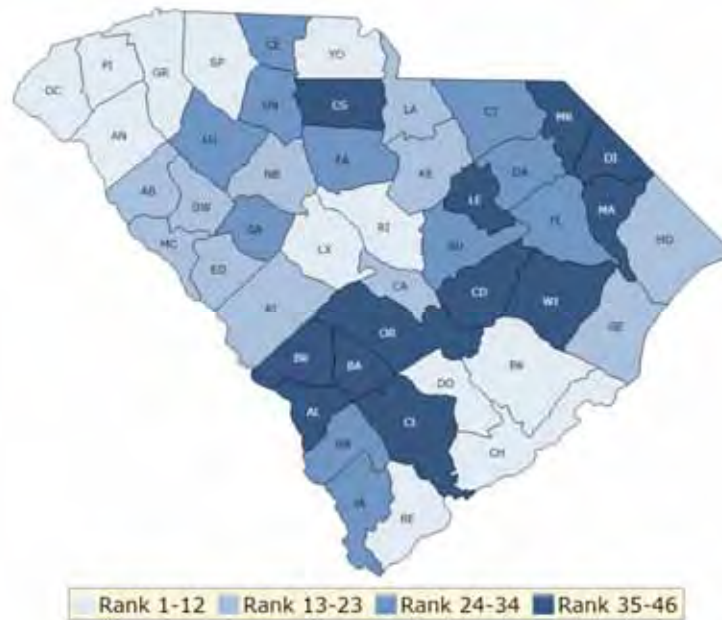 CE
YO
PI
OC
GR
SP
AN
UN
CS
LA
CT
MR
LU
FA
DI
NB
KE
DA
AB
GW
LE
MA
SA
RI
FL
HO
MC
LX
SU
ED
CA
CD
WI
AI
OR
GE
BW
BA
BK
DO
AL
CL
HA
CH
JA
BE
Rank 1-12
Rank 13-23
Rank 24-34
Rank 35-46